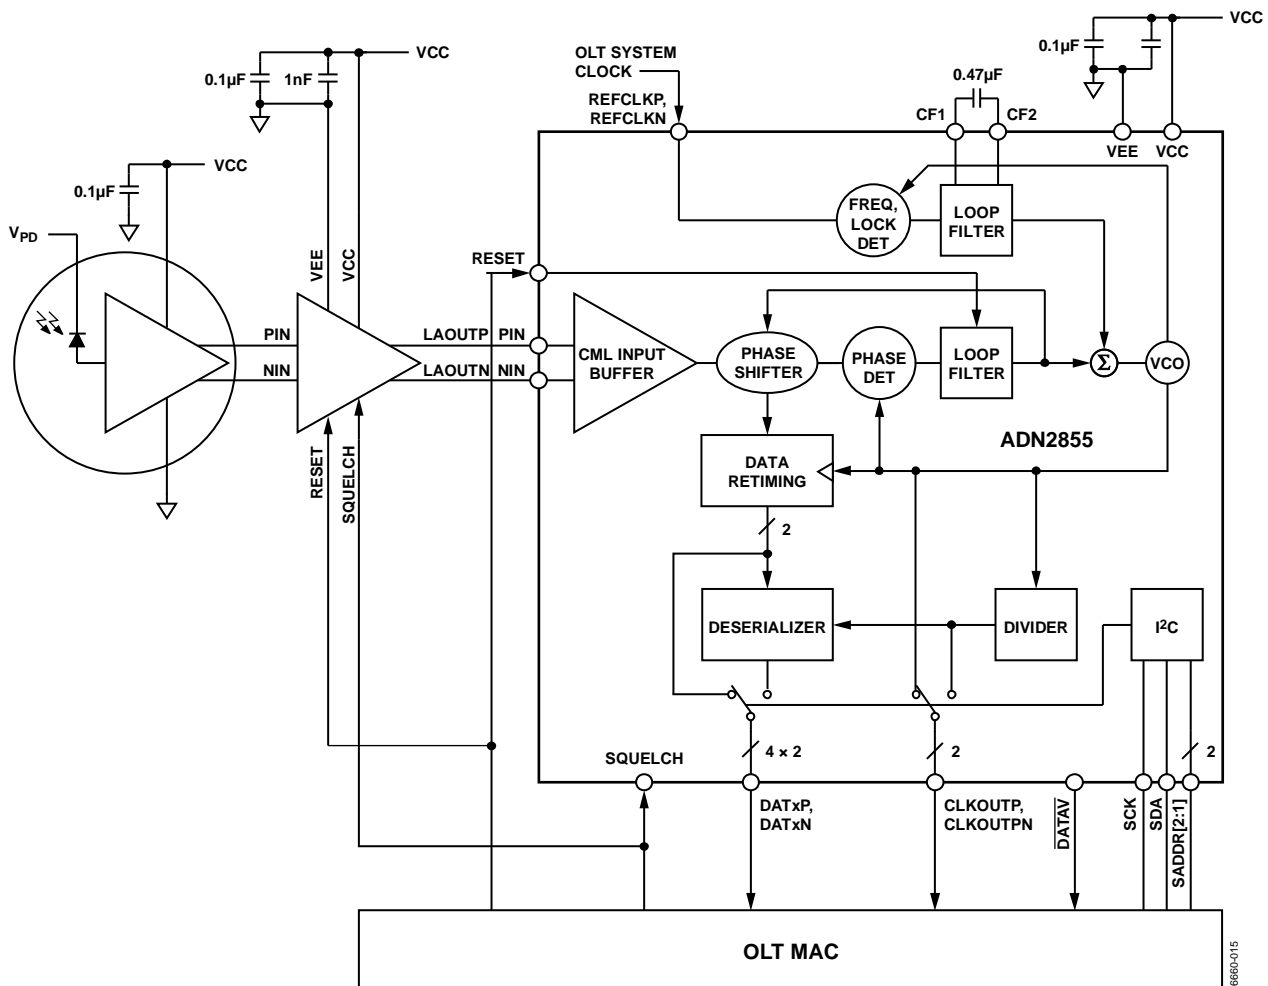 VCC
0.1µF
1nF
OLT SYSTEM
CLOCK
REFCLKP,
REFCLKN
0.47µF
CF1
CF2
0.1µF
VCC
VEE
VCC
VCC
0.1µF
VPD
VEE
VCC
RESET
FREQ,
LOCK
DET
LOOP
FILTER
PIN
NIN
LAOUTP
LAOUTN
PIN
NIN
CML INPUT
BUFFER
PHASE
SHIFTER
PHASE
DET
LOOP
FILTER
Σ
VCO
RESET
SQUELCH
ADN2855
DATA
RETIMING
2
DESERIALIZER
DIVIDER
I2C
4 × 2
2
2
SQUELCH
DATxP,
DATxN
CLKOUTP,
CLKOUTPN
DATAV
SCK
SDA
SADDR[2:1]
OLT MAC
6660-015